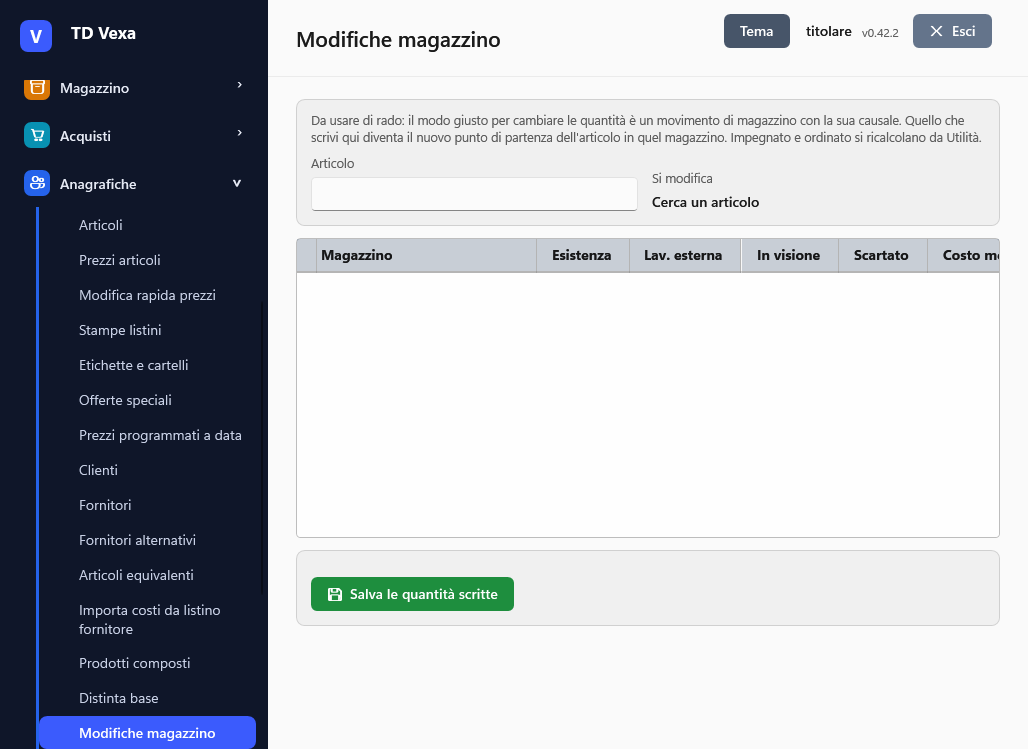 V
TD Vexa
Magazzino
Acquisti
Anagrafiche
Articoli
Prezzi articoli
Modifica rapida prezzi
Stampe listini
Etichette e cartelli
Offerte speciali
Prezzi programmati a data
Clienti
Fornitori
Fornitori alternativi
Articoli equivalenti
Importa costi da listino
fornitore
Prodotti composti
Distinta base
Modifiche magazzino
Modifiche magazzino
Tema
titolare v0.42.2
Esci
Da usare di rado: il modo giusto per cambiare le quantità è un movimento di magazzino con la sua causale. Quello che
scrivi qui diventa il nuovo punto di partenza dell'articolo in quel magazzino. Impegnato e ordinato si ricalcolano da Utilità.
Articolo
Si modifica
Cerca un articolo
Magazzino Esistenza Lav. esterna In visione Scartato Costo
Salva le quantità scritte